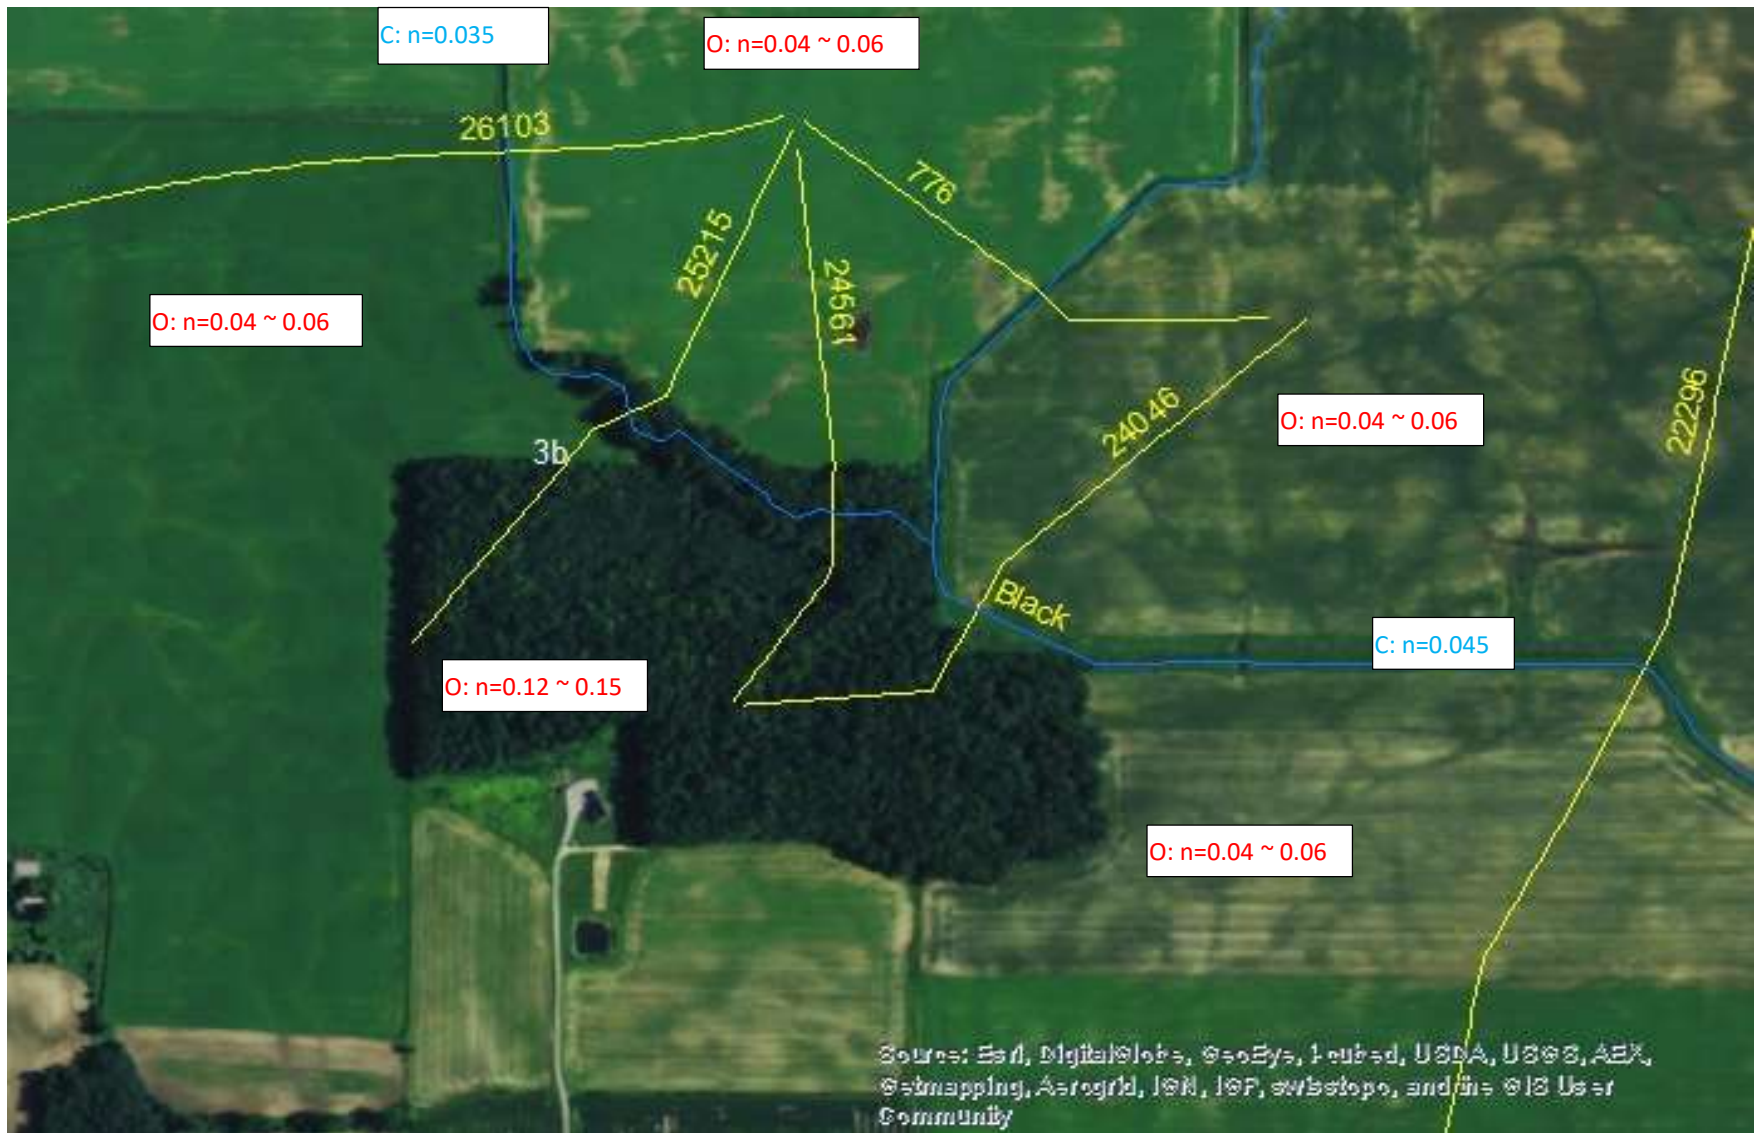 C: n=0.035
O: n=0.04 ~ 0.06
26103
776
25215
24561
O: n=0.04 ~ 0.06
22296
24046
O: n=0.04 ~ 0.06
3b
Black
C: n=0.045
O: n=0.12 ~ 0.15
O: n=0.04 ~ 0.06
Source: Esri, DigitalGlobe, GeoEye, i-cubed, USDA, USGS, AEX,
Getmapping, Aerogrid, IGN, IGP, swisstopo, and the GIS User
Community